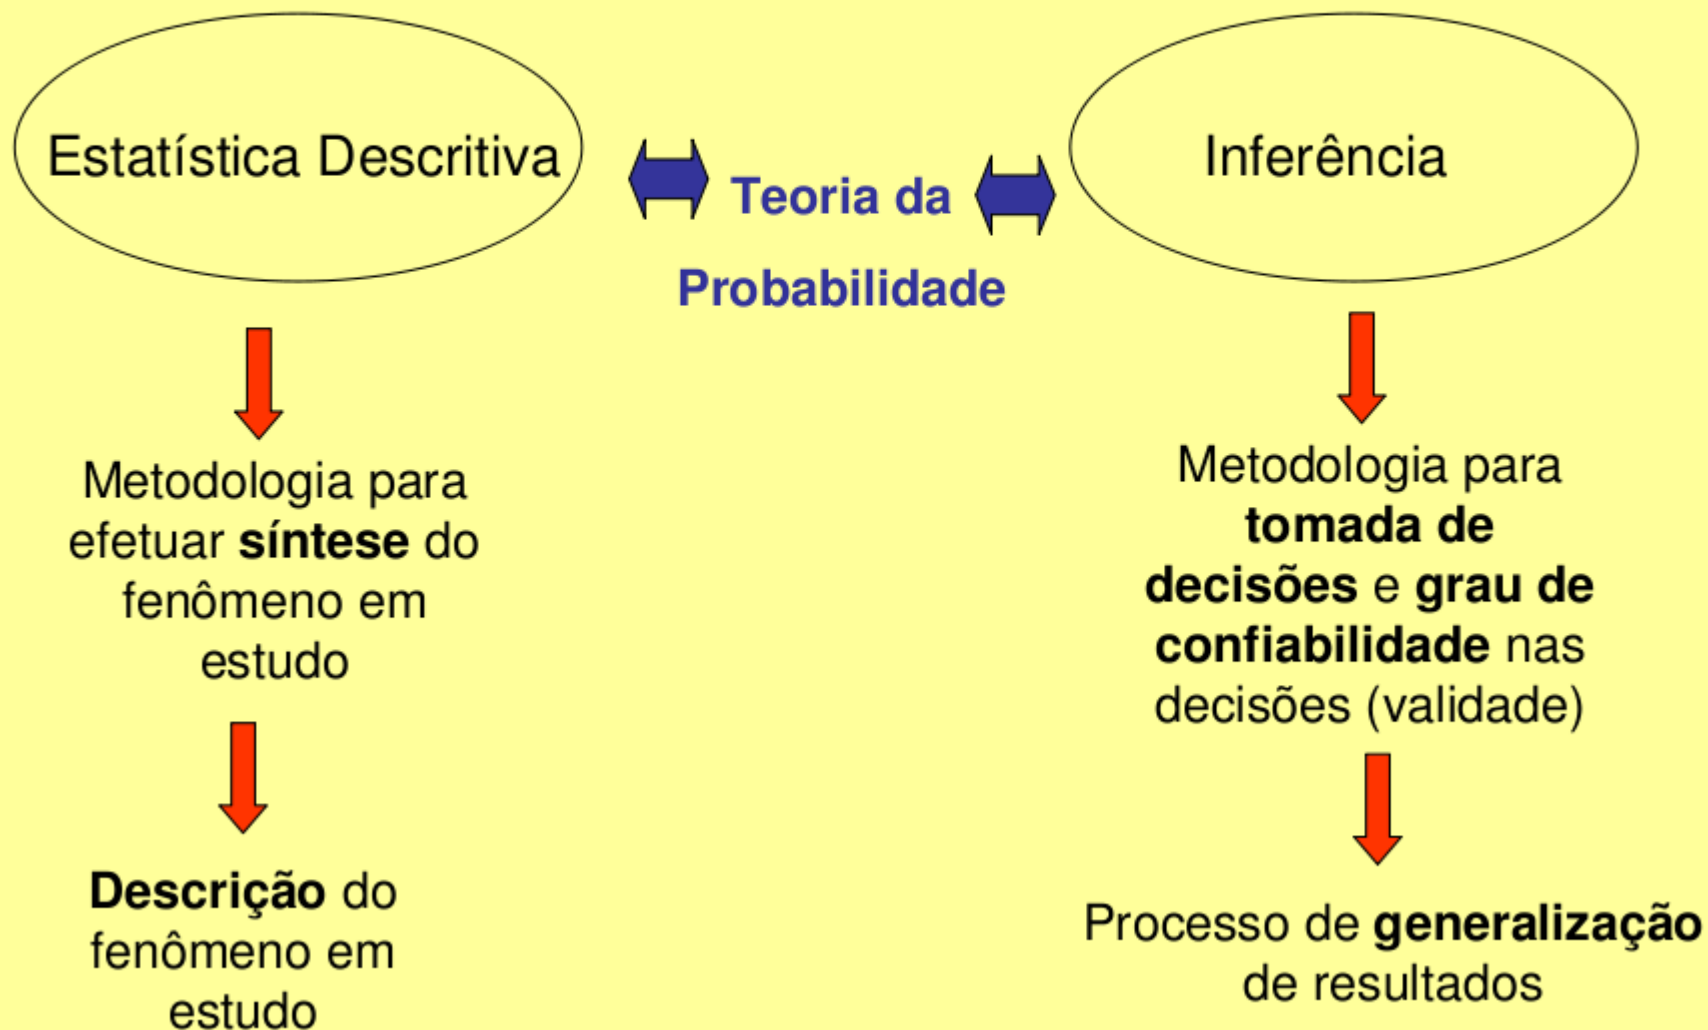 Estatística Descritiva
Teoria da
Probabilidade
Inferência
Metodologia para
efetuar síntese do
fenômeno em
estudo
Descrição do
fenômeno em
estudo
Metodologia para
tomada de
decisões e grau de
confiabilidade nas
decisões (validade)
Processo de generalização
de resultados